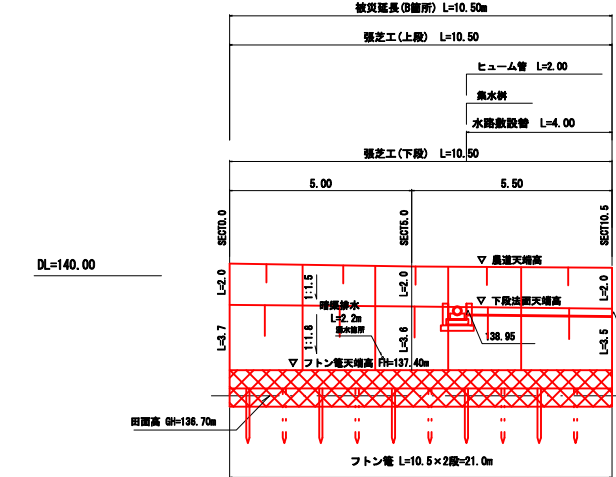 被災延長(B箇所) L=10.50m
張芝工(上段) L=10.50
ヒューム管 L=2.00
集水桝
水路敷設替 L=4.00
張芝工(下段) L=10.50
5.00
5.50
SECT0.0
SECT5.0
SECT10.5
DL=140.00
▽ 農道天端高
L=2.0
1:1.5
L=2.0
L=2.0
▽ 下段法面天端高
暗渠排水
L=2.2m
湧水箇所
L=3.7
1:1.8
L=3.6
138.95
L=3.5
▽ フトン篭天端高 FH=137.40m
田面高 GH=136.70m
フトン篭 L=10.5×2段=21.0m